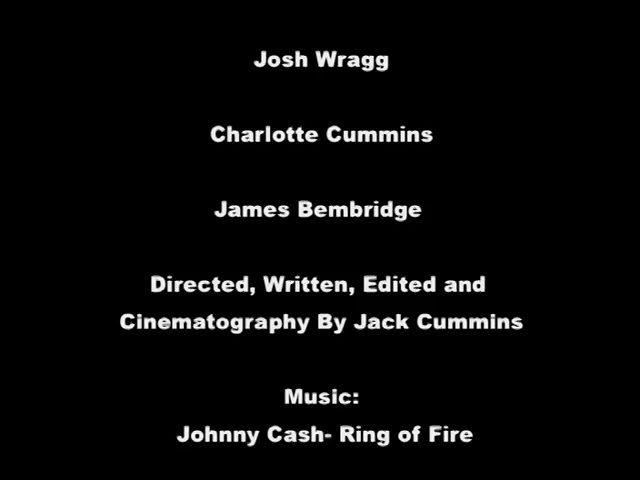 Josh Wragg
Charlotte Cummins
James Bembridge
Directed, Written, Edited and
Cinematography By Jack Cummins
Music:
Johnny Cash- Ring of Fire